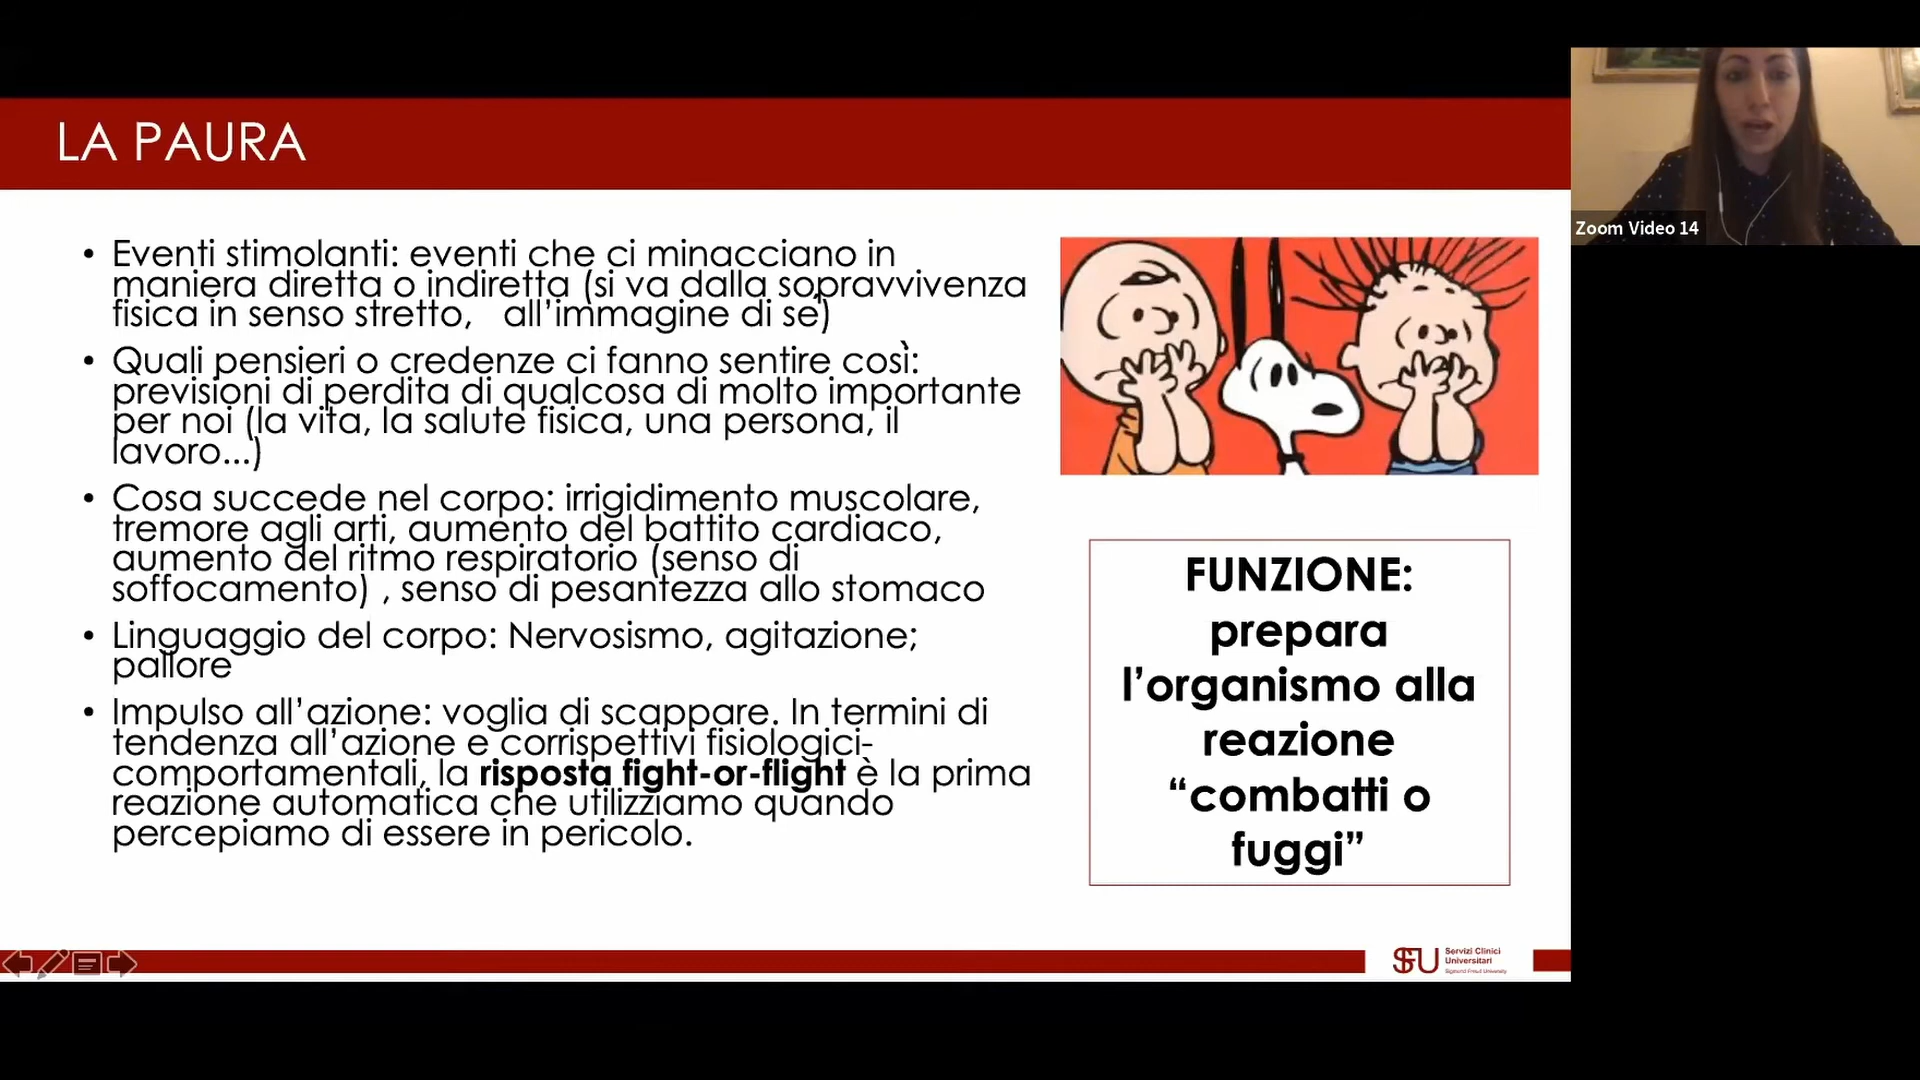 LA PAURA
• Eventi stimolanti: eventi che ci minacciano in
maniera diretta o indiretta (si va dalla sopravvivenza
fisica in senso stretto, all’immagine di sé)
• Quali pensieri o credenze ci fanno sentire così:
previsioni di perdita di qualcosa di molto importante
per noi (la vita, la salute fisica, una persona, il
lavoro...)
• Cosa succede nel corpo: irrigidimento muscolare,
tremore agli arti, aumento del battito cardiaco,
aumento del ritmo respiratorio (senso di
soffocamento) , senso di pesantezza allo stomaco
• Linguaggio del corpo: Nervosismo, agitazione;
pallore
• Impulso all’azione: voglia di scappare. In termini di
tendenza all’azione e corrispettivi fisiologici-
comportamentali, la risposta fight-or-flight è la prima
reazione automatica che utilizziamo quando
percepiamo di essere in pericolo.
FUNZIONE:
prepara
l’organismo alla
reazione
“combatti o
fuggi”
SFU
Servizi Clinici
Universitari
Sigmund Freud University
Zoom Video 14